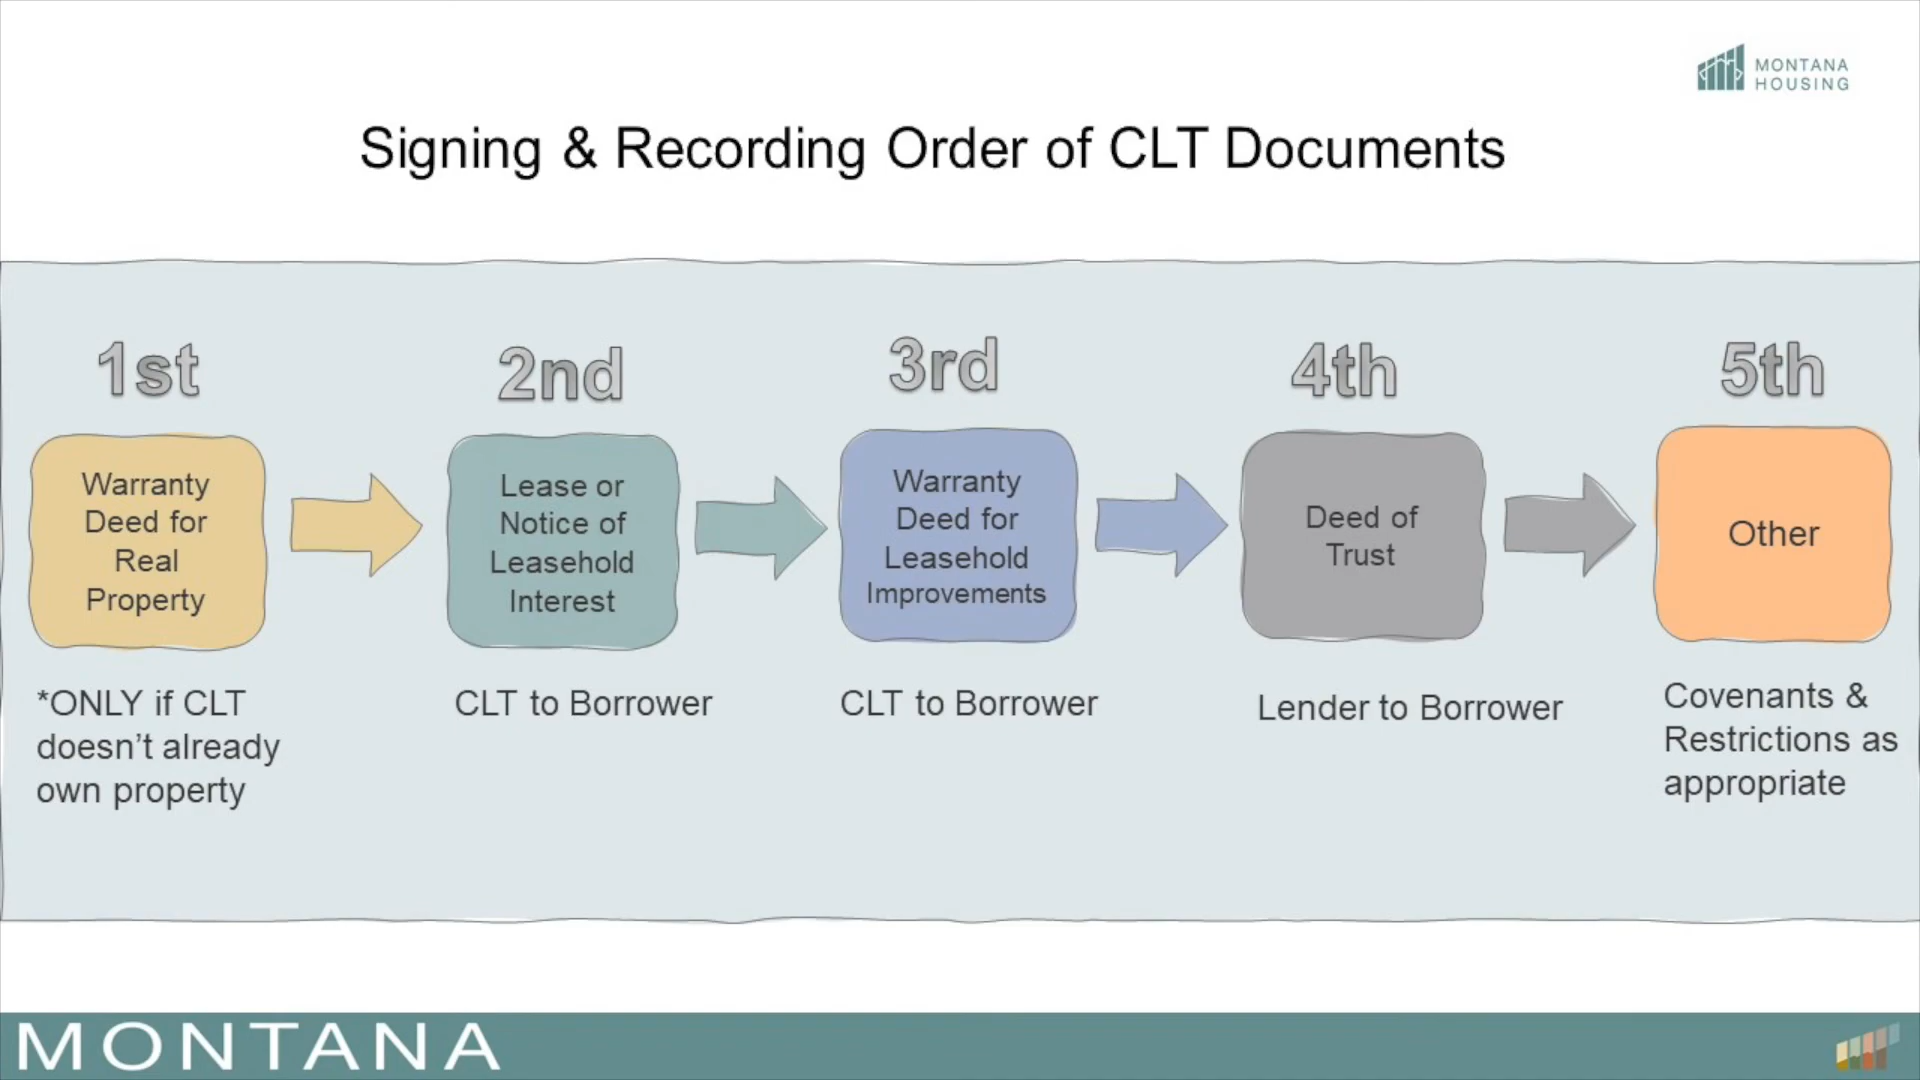 MONTANA
HOUSING
Signing & Recording Order of CLT Documents
1st
Warranty
Deed for
Real
Property
*ONLY if CLT
doesn’t already
own property
2nd
Lease or
Notice of
Leasehold
Interest
CLT to Borrower
3rd
Warranty
Deed for
Leasehold
Improvements
CLT to Borrower
4th
Deed of
Trust
Lender to Borrower
5th
Other
Covenants &
Restrictions as
appropriate
MONTANA